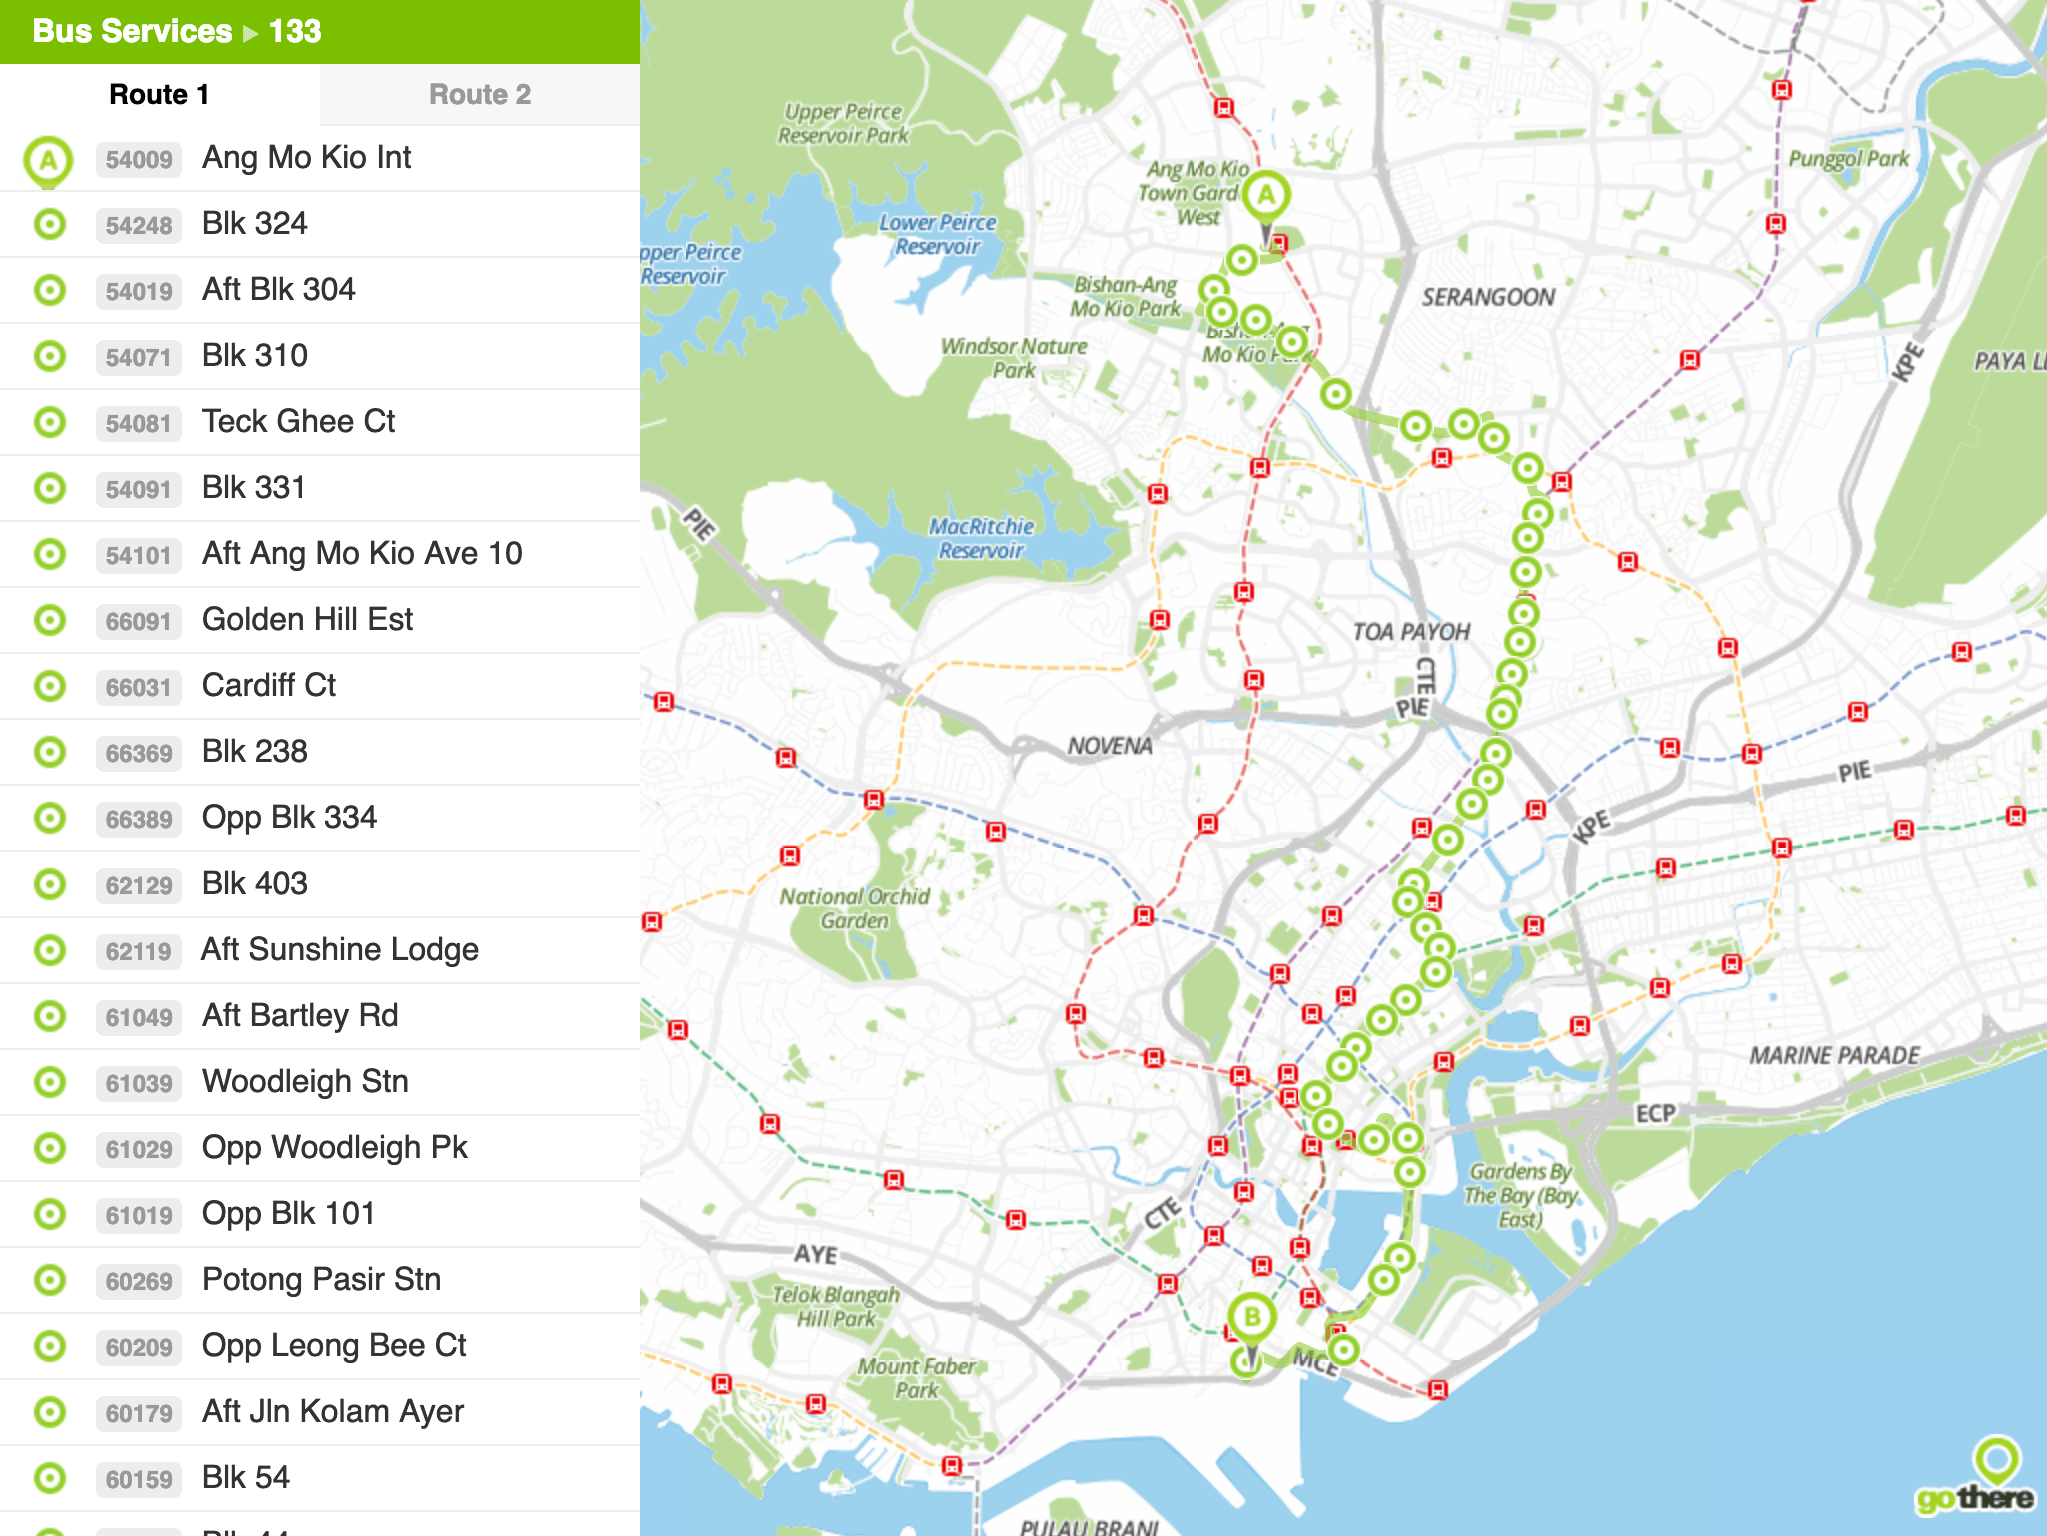 Bus Services ▸ 133
Route 1
Route 2
A
54009 Ang Mo Kio Int
54248 Blk 324
54019 Aft Blk 304
54071 Blk 310
54081 Teck Ghee Ct
54091 Blk 331
54101 Aft Ang Mo Kio Ave 10
66091 Golden Hill Est
66031 Cardiff Ct
66369 Blk 238
66389 Opp Blk 334
62129 Blk 403
62119 Aft Sunshine Lodge
61049 Aft Bartley Rd
61039 Woodleigh Stn
61029 Opp Woodleigh Pk
61019 Opp Blk 101
60269 Potong Pasir Stn
60209 Opp Leong Bee Ct
60179 Aft Jln Kolam Ayer
60159 Blk 54
Upper Peirce
Reservoir Park
Punggol Park
Ang Mo Kio
Town Gard
West
A
Lower Peirce
Reservoir
pper Peirce
Reservoir
Bishan-Ang
Mo Kio Park
SERANGOON
Mo Kio
Windsor Nature
Park
KPE
PAYA L
PIE
MacRitchie
Reservoir
TOA PAYOH
CTE
PIE
NOVENA
PIE
KPE
National Orchid
Garden
MARINE PARADE
ECP
Gardens By
The Bay (Bay
East)
CTE
AYE
Telok Blangah
Hill Park
B
MCE
Mount Faber
Park
PULAU BRANI
gothere